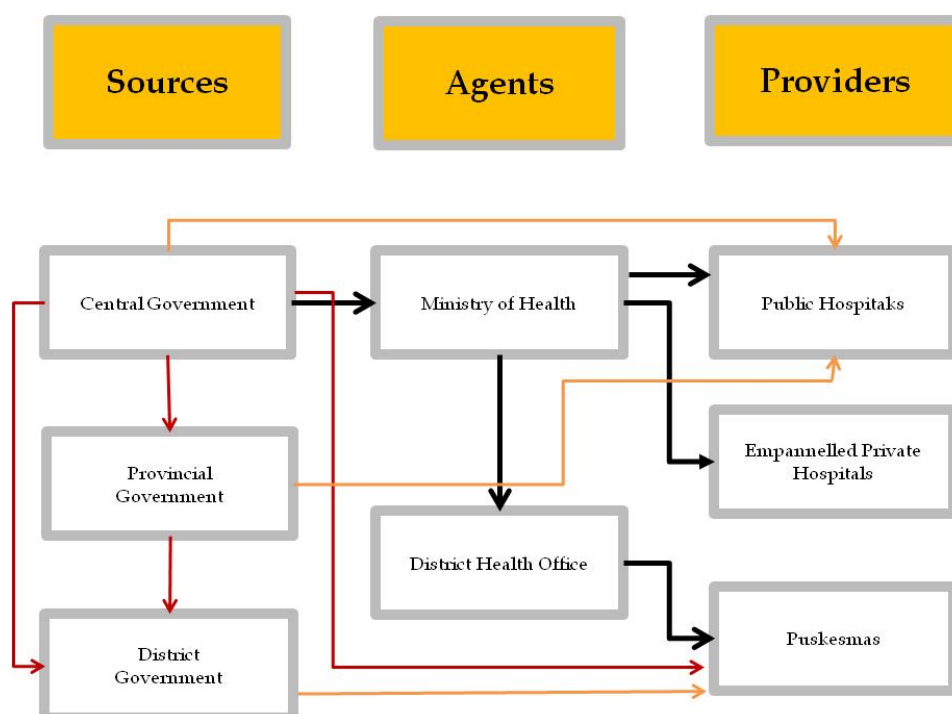 Sources
Agents
Providers
Central Government
Ministry of Health
Public Hospitaks
Provincial
Government
Empannelled Private
Hospitals
District Health Office
District
Government
Puskesmas